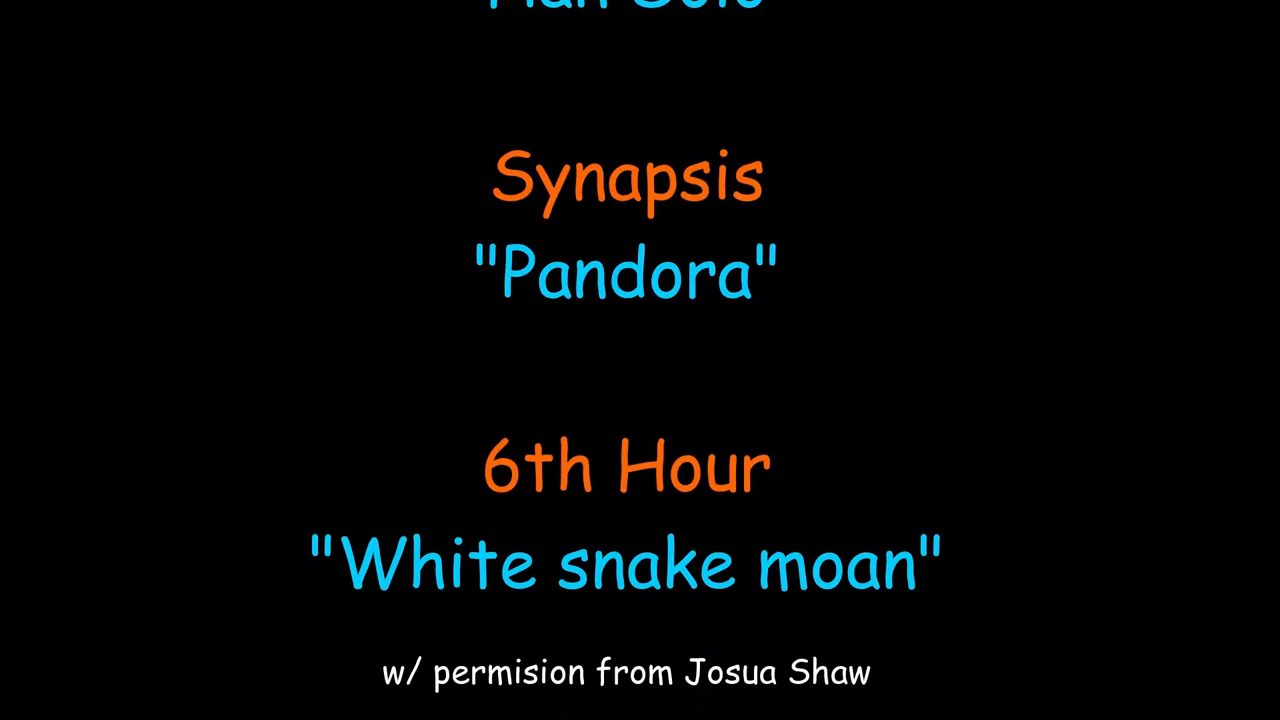 Synapsis
"Pandora"
6th Hour
"White snake moan"
w/ permision from Josua Shaw